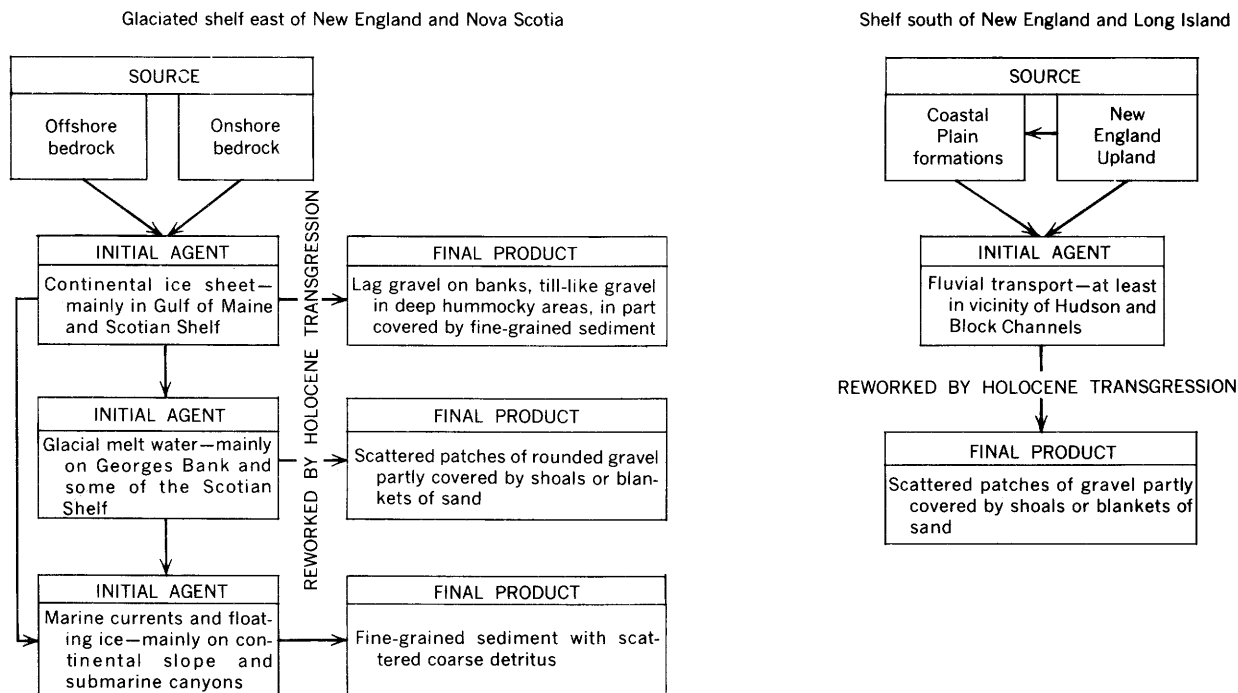 Glaciated shelf east of New England and Nova Scotia
SOURCE
Offshore
bedrock
Onshore
bedrock
INITIAL AGENT
Continental ice sheet—
mainly in Gulf of Maine
and Scotian Shelf
REWORKED BY HOLOCENE TRANSGRESSION
FINAL PRODUCT
Lag gravel on banks, till-like gravel
in deep hummocky areas, in part
covered by fine-grained sediment
INITIAL AGENT
Glacial melt water—mainly
on Georges Bank and
some of the Scotian
Shelf
FINAL PRODUCT
Scattered patches of rounded gravel
partly covered by shoals or blan-
kets of sand
INITIAL AGENT
Marine currents and float-
ing ice—mainly on con-
tinental slope and
submarine canyons
FINAL PRODUCT
Fine-grained sediment with scat-
tered coarse detritus
Shelf south of New England and Long Island
SOURCE
Coastal
Plain
formations
New
England
Upland
INITIAL AGENT
Fluvial transport—at least
in vicinity of Hudson and
Block Channels
REWORKED BY HOLOCENE TRANSGRESSION
FINAL PRODUCT
Scattered patches of gravel partly
covered by shoals or blankets of
sand